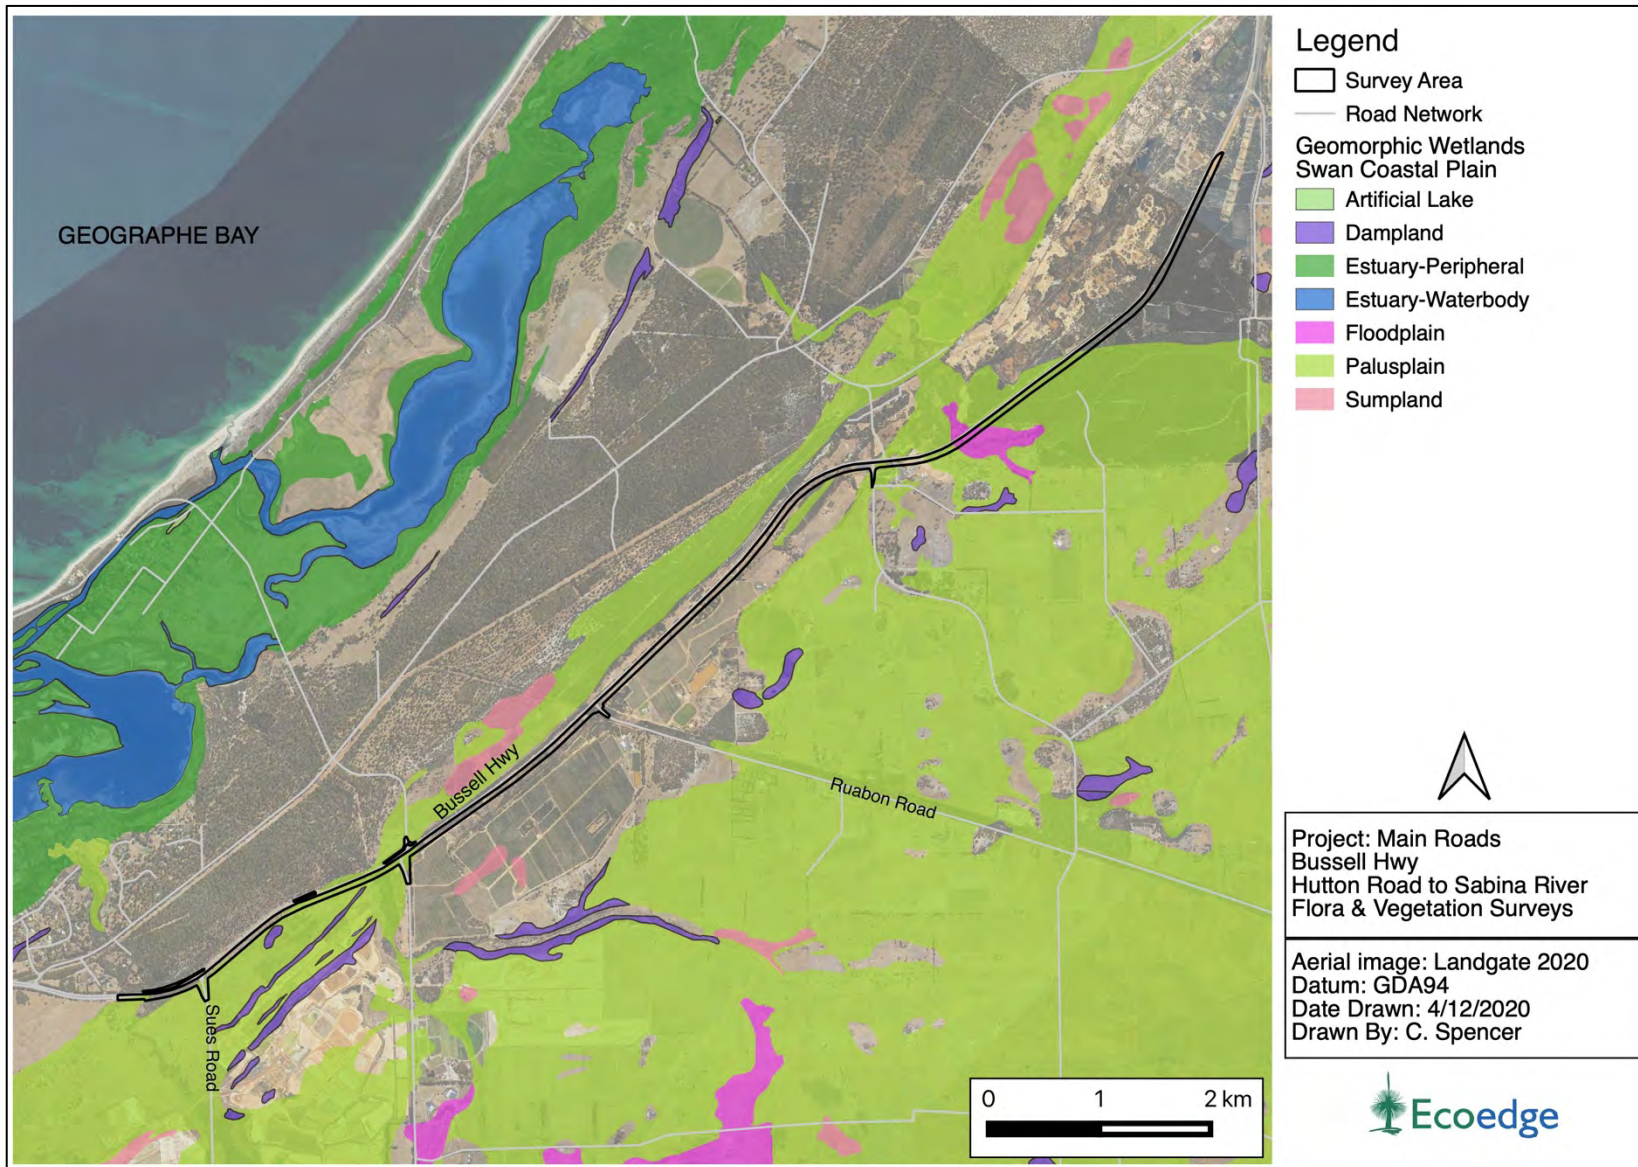 GEOGRAPHE BAY
Bussell Hwy
Ruabon Road
Sues Road
0 1 2 km
Legend
Survey Area
Road Network
Geomorphic Wetlands
Swan Coastal Plain
Artificial Lake
Dampland
Estuary-Peripheral
Estuary-Waterbody
Floodplain
Palusplain
Sumpland
Project: Main Roads
Bussell Hwy
Hutton Road to Sabina River
Flora & Vegetation Surveys
Aerial image: Landgate 2020
Datum: GDA94
Date Drawn: 4/12/2020
Drawn By: C. Spencer
Ecoedge